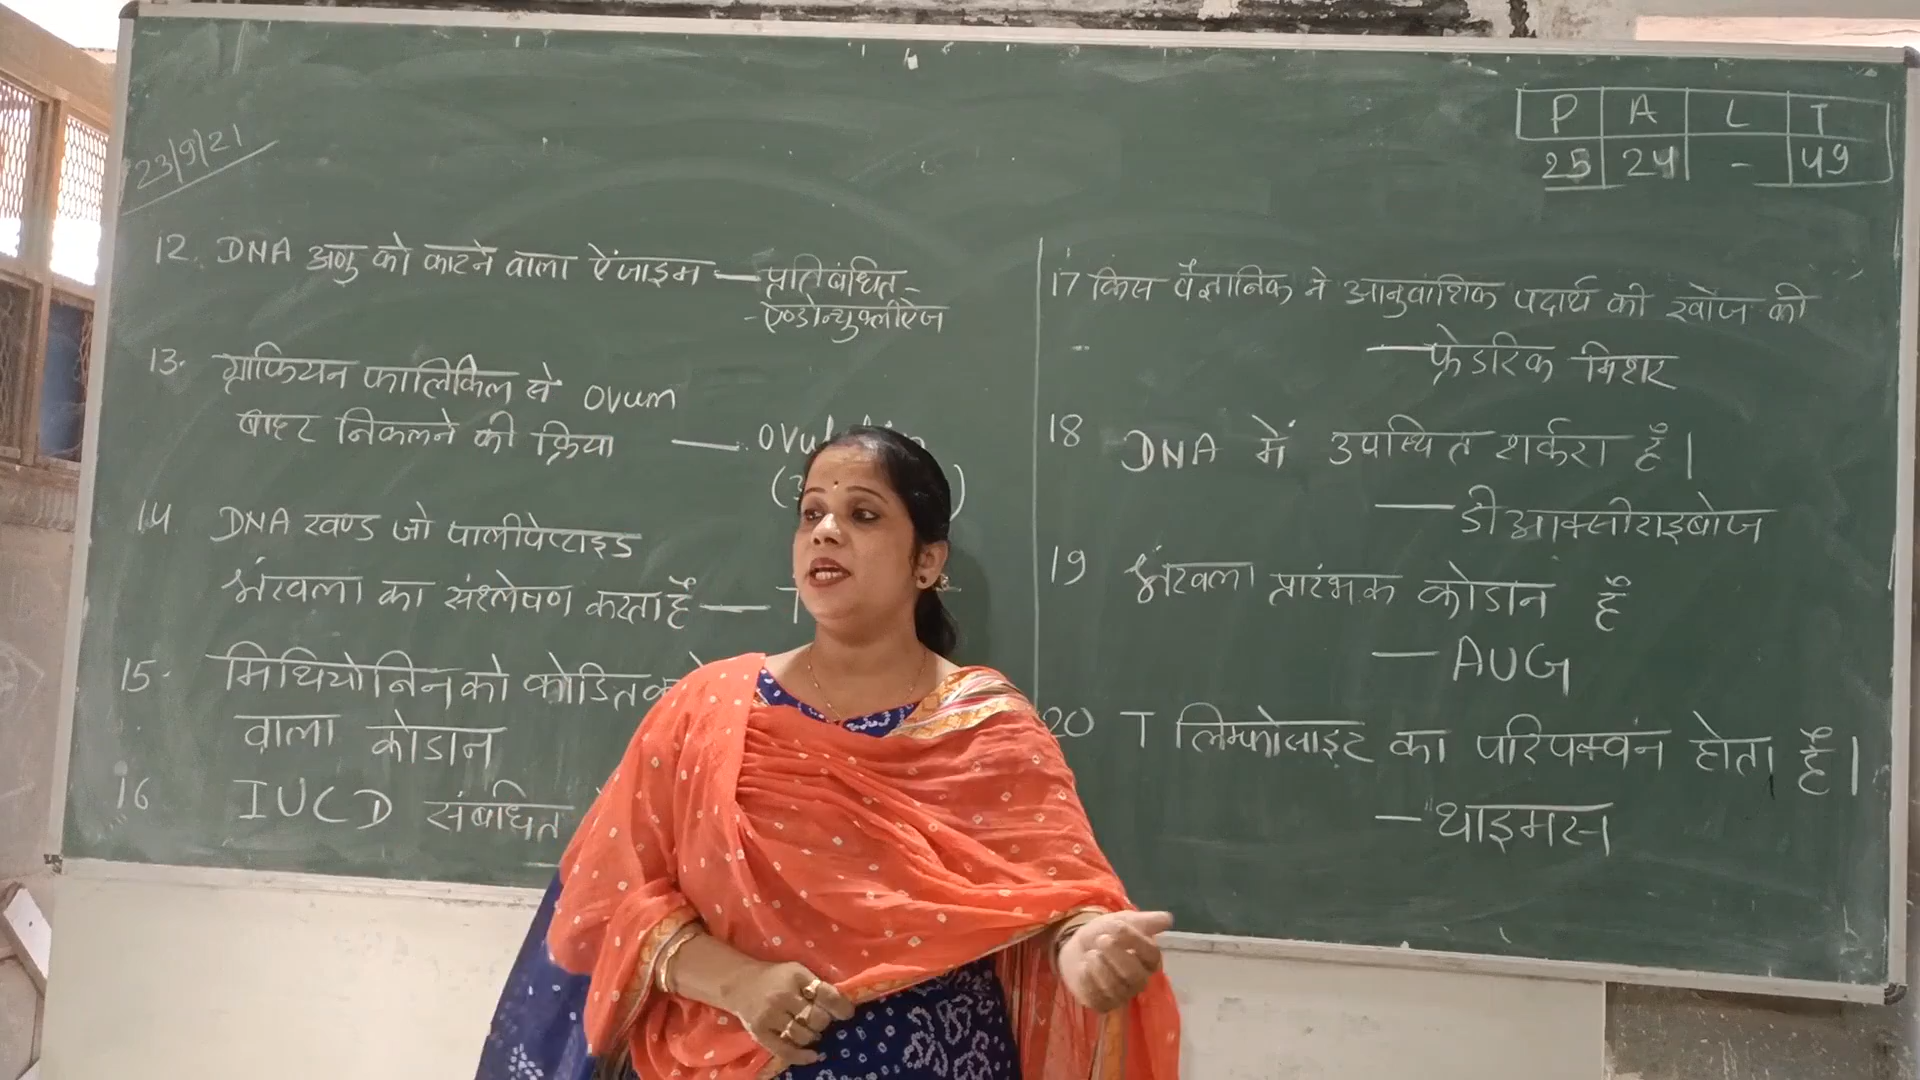 23/9/21
P A L T
25 24 - 49
12. DNA अणु को काटने वाला ऐंजाइम — प्रतिबंधित -
- एण्डोन्युक्लीऐज
13. ग्राफियन फालिकिल से Ovum
बाहर निकलने की क्रिया —
14 DNA खण्ड जो पालीपेप्टाइड
श्रंखला का संश्लेषण करता हैं —
15. मिथियोनिन को कोडित
वाला कोडान
16 IUCD संबंधित
17 किस वैज्ञानिक ने आनुवांशिक पदार्थ की खोज की
— फ्रेडरिक मिशर
18 DNA में उपस्थित शर्करा हैं।
— डीआक्सीराइबोज
19 श्रंखला प्रारंभक कोडान हैं
— AUG
20 T लिम्फोसाइट का परिपक्वन होता हैं।
— थाइमस